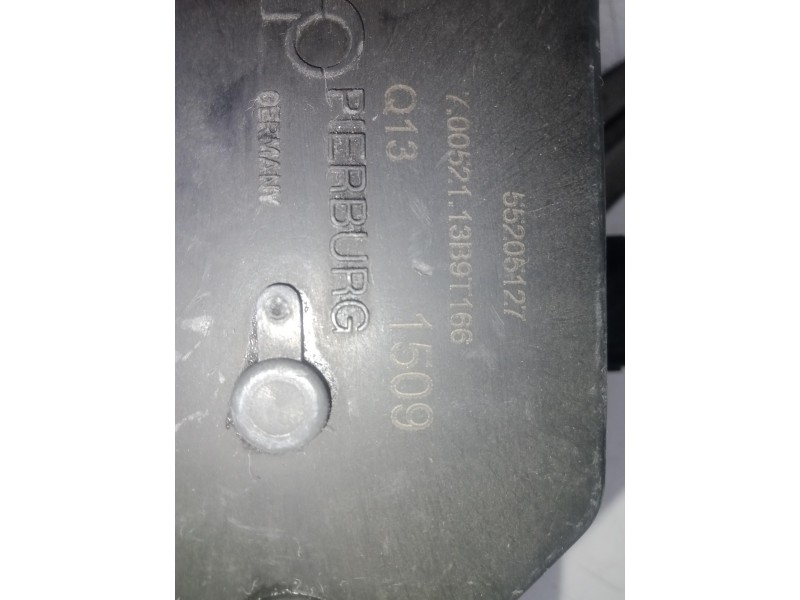 55205127
7.00521.13B9T166
Q13 1509
PIERBURG
GERMANY